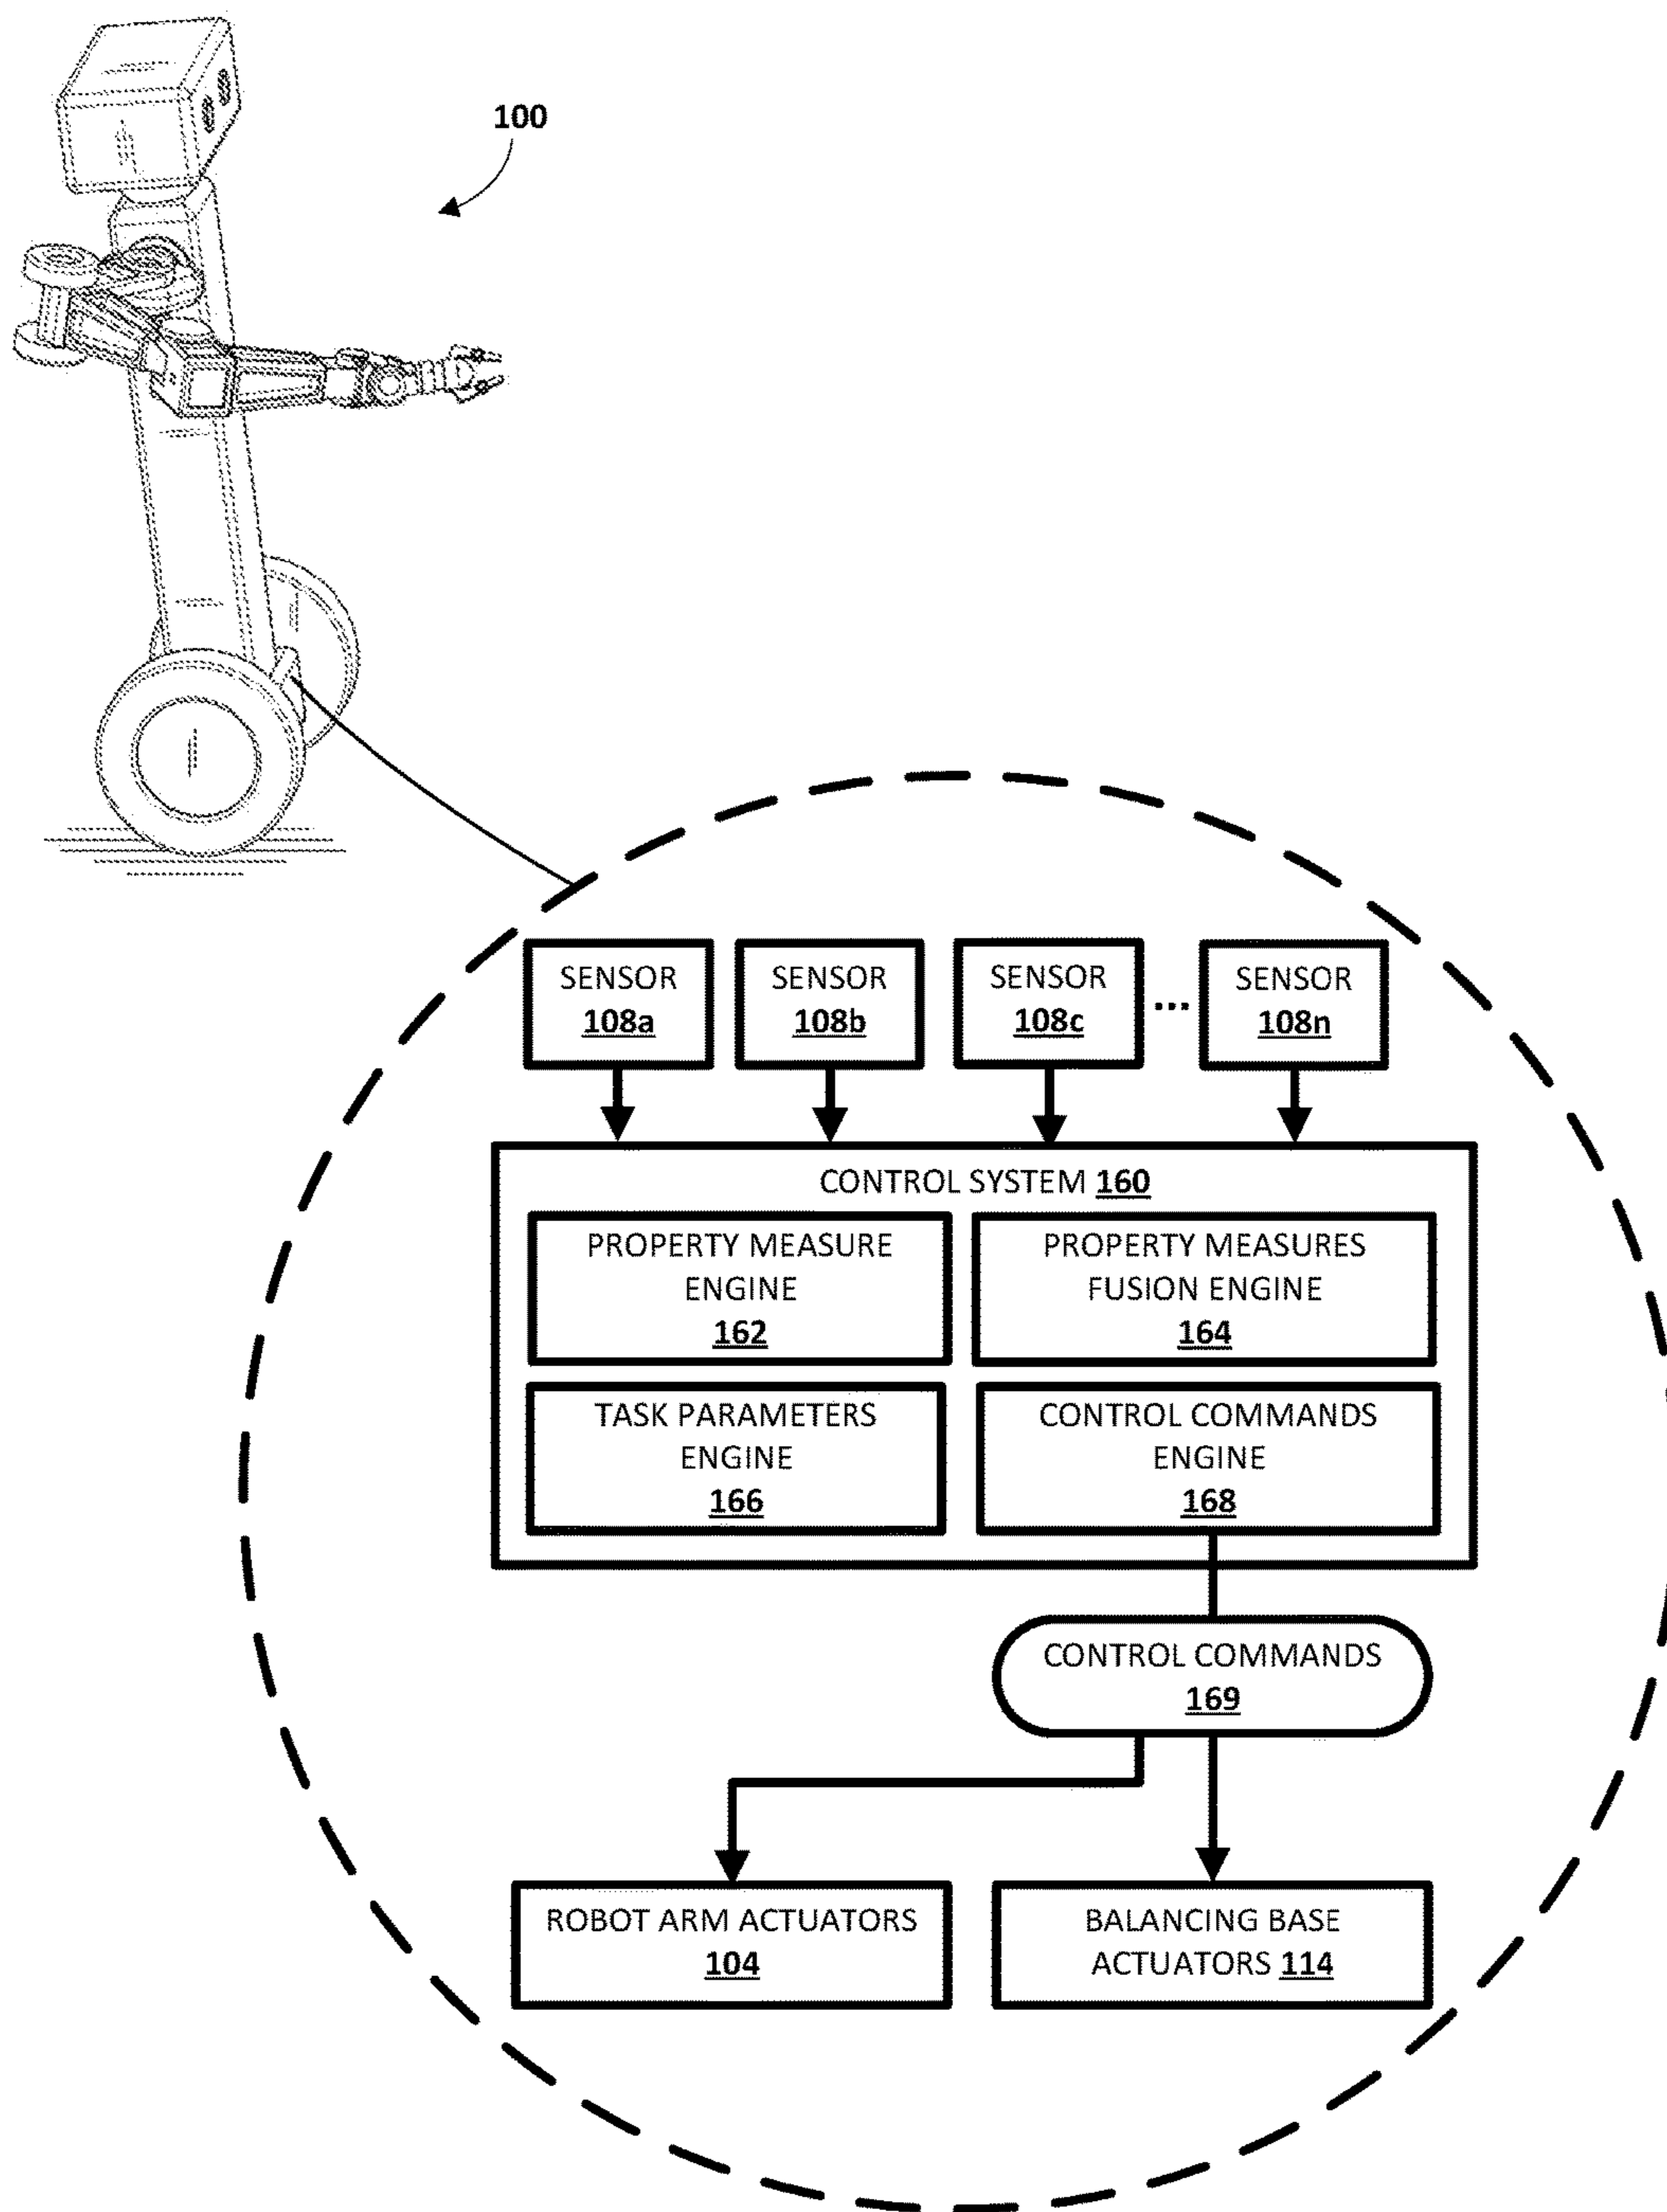 100
SENSOR
108a
SENSOR
108b
SENSOR
108c
...
SENSOR
108n
CONTROL SYSTEM 160
PROPERTY MEASURE
ENGINE
162
PROPERTY MEASURES
FUSION ENGINE
164
TASK PARAMETERS
ENGINE
166
CONTROL COMMANDS
ENGINE
168
CONTROL COMMANDS
169
ROBOT ARM ACTUATORS
104
BALANCING BASE
ACTUATORS 114